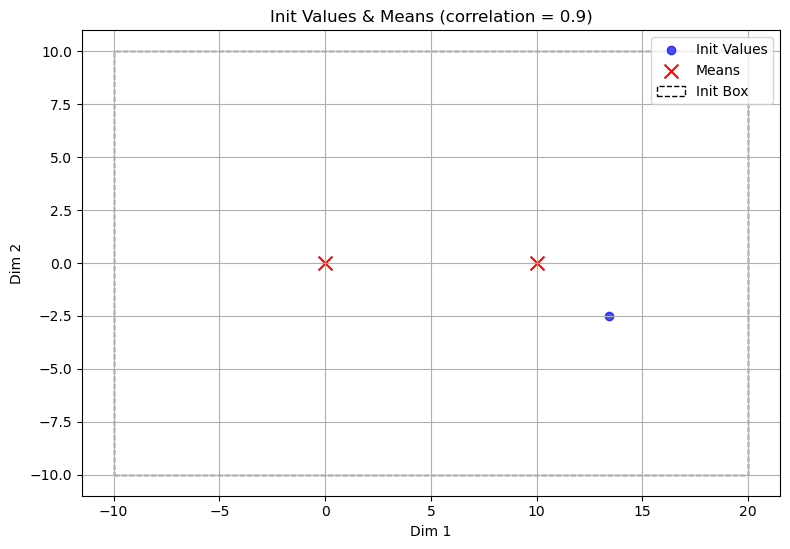 Init Values & Means (correlation = 0.9)
Init Values
Means
Init Box
10.0
7.5
5.0
2.5
0.0
−2.5
−5.0
−7.5
−10.0
Dim 2
−10
−5
0
5
10
15
20
Dim 1